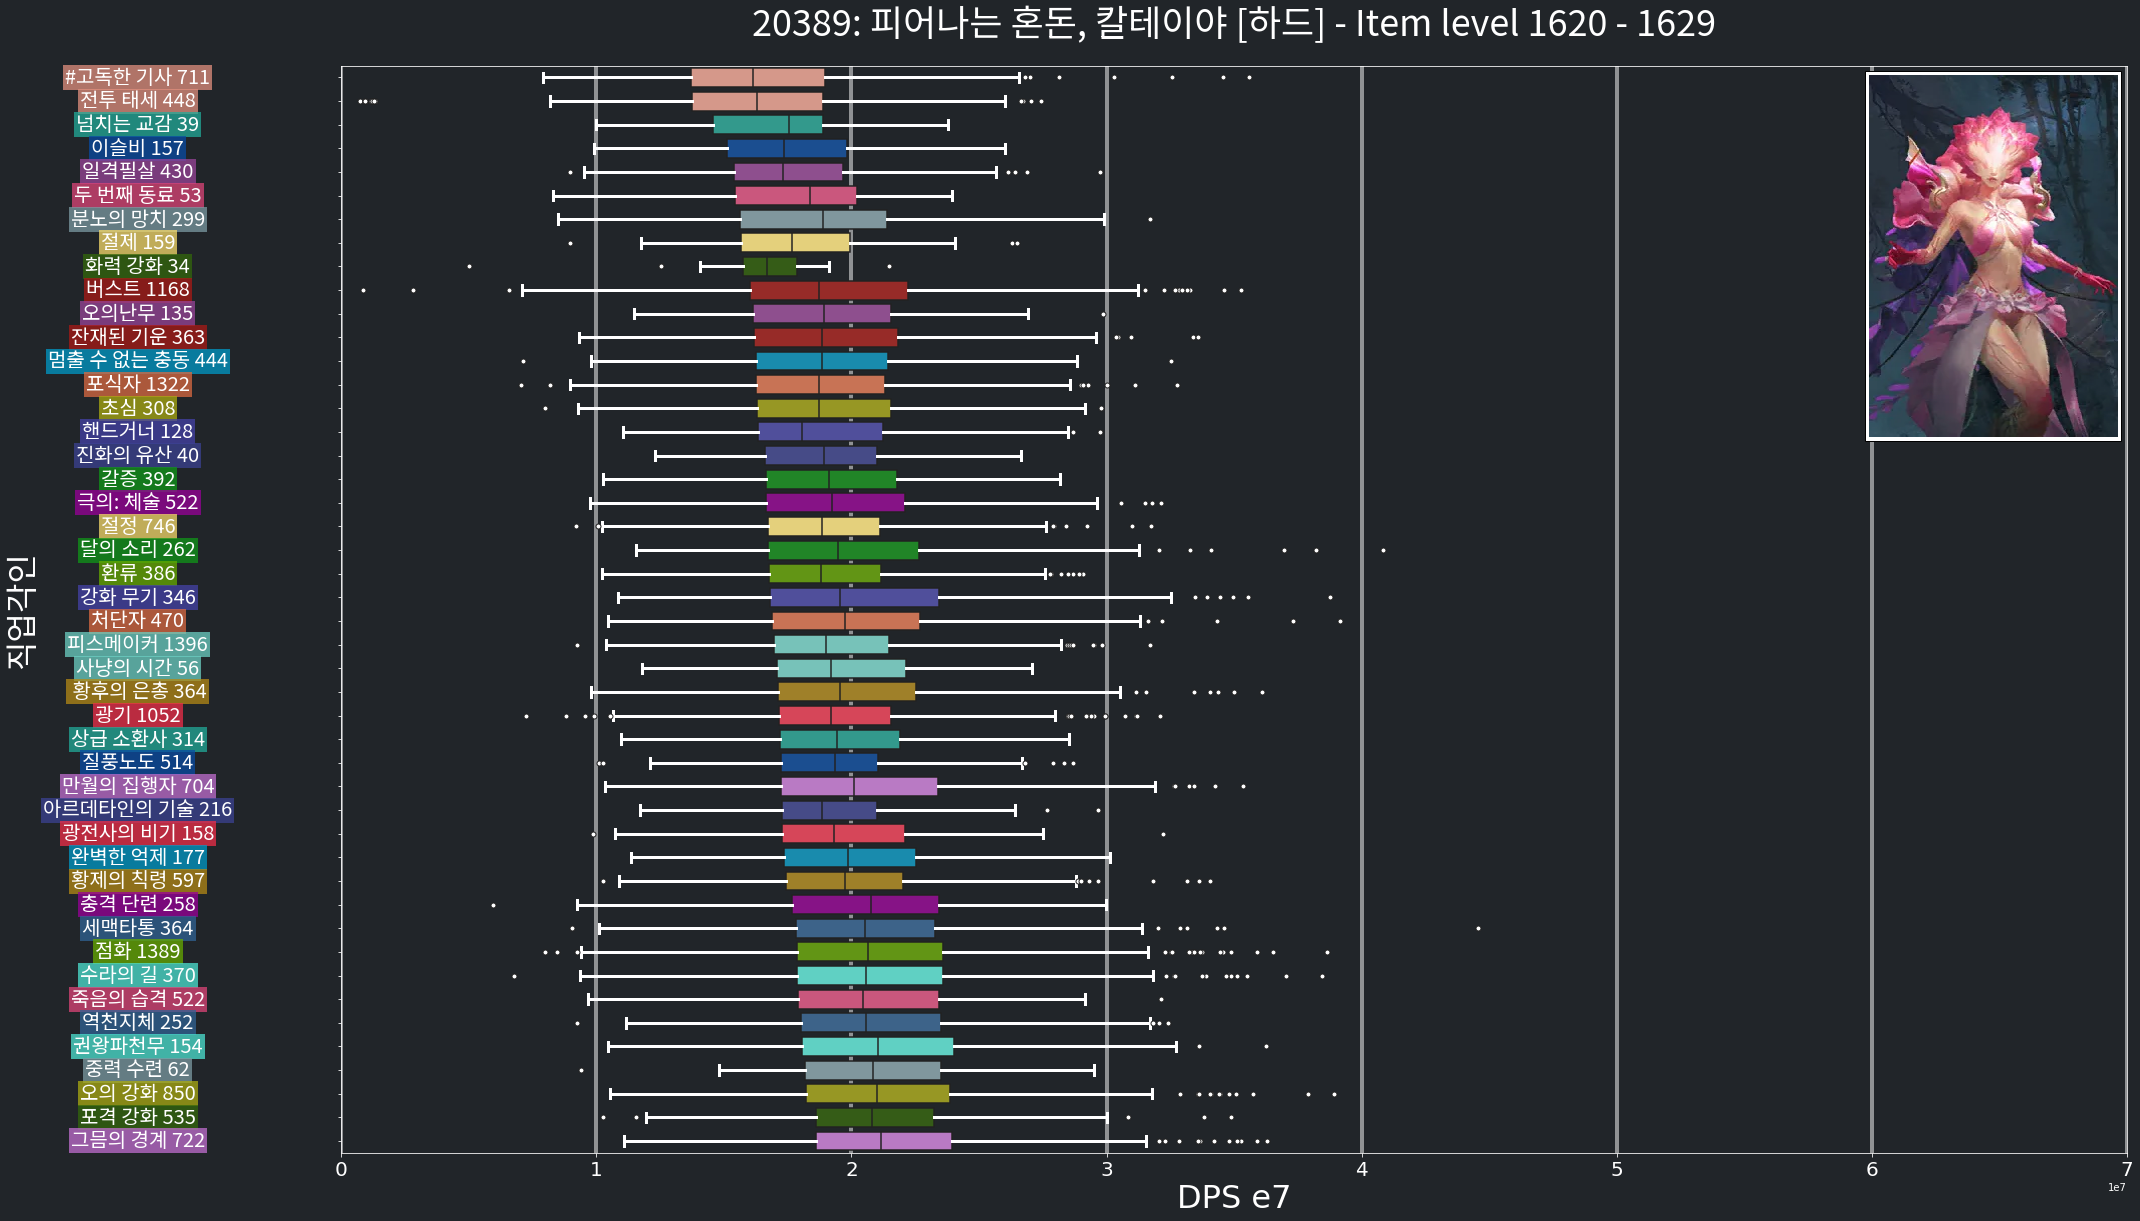 20389: 피어나는 혼돈, 칼테이야 [하드] - Item level 1620 - 1629
#고독한 기사 711
전투 태세 448
넘치는 교감 39
이슬비 157
일격필살 430
두 번째 동료 53
분노의 망치 299
절제 159
화력 강화 34
버스트 1168
오의난무 135
잔재된 기운 363
멈출 수 없는 충동 444
포식자 1322
초심 308
핸드거너 128
진화의 유산 40
갈증 392
극의: 체술 522
절정 746
달의 소리 262
환류 386
강화 무기 346
처단자 470
피스메이커 1396
사냥의 시간 56
황후의 은총 364
광기 1052
상급 소환사 314
질풍노도 514
만월의 집행자 704
아르데타인의 기술 216
광전사의 비기 158
완벽한 억제 177
황제의 칙령 597
충격 단련 258
세맥타통 364
점화 1389
수라의 길 370
죽음의 습격 522
역천지체 252
권왕파천무 154
중력 수련 62
오의 강화 850
포격 강화 535
그믐의 경계 722
직업각인
0 1 2 3 4 5 6 7
DPS e7
1e7